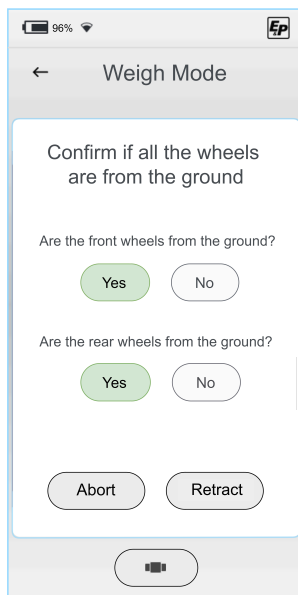 96%
EP
Weigh Mode
Confirm if all the wheels
are from the ground
Are the front wheels from the ground?
Yes No
Are the rear wheels from the ground?
Yes No
Abort Retract